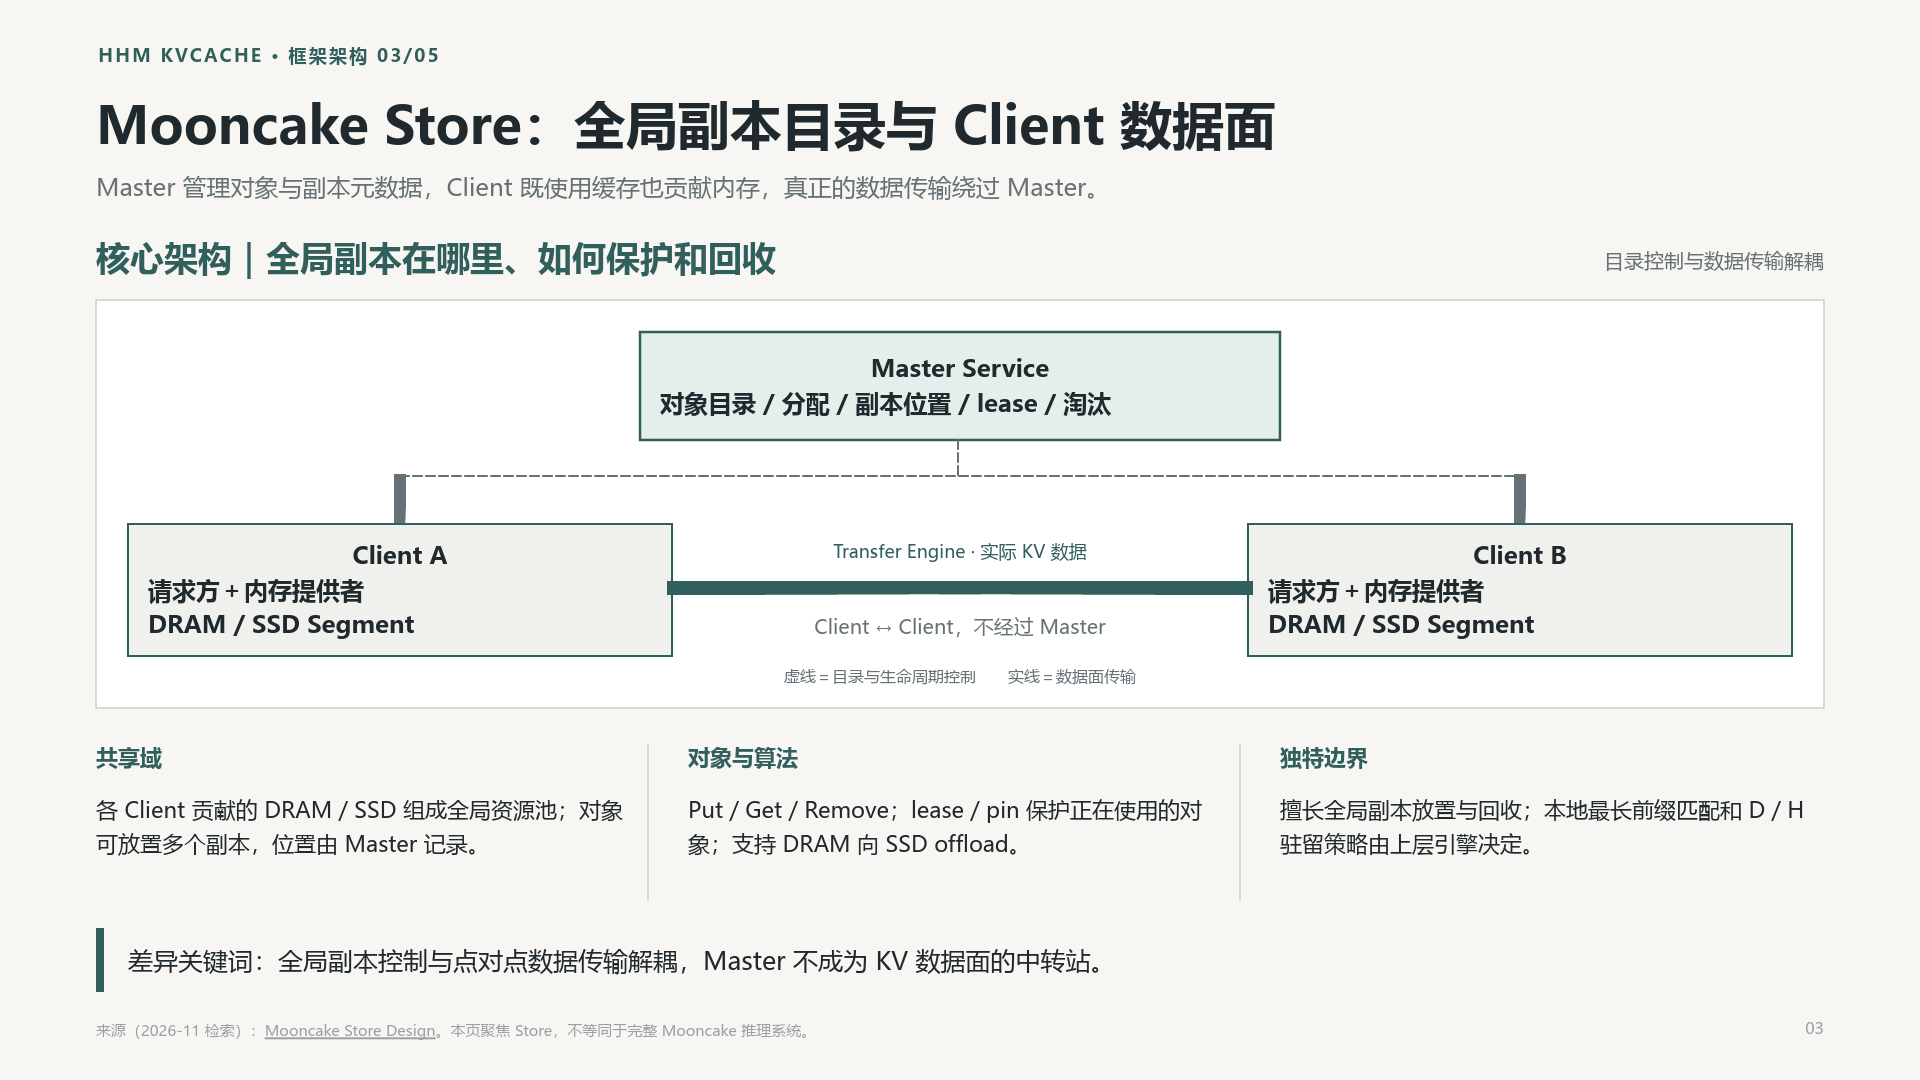 HHM KVCACHE • 框架架构 03/05
Mooncake Store：全局副本目录与 Client 数据面
Master 管理对象与副本元数据，Client 既使用缓存也贡献内存，真正的数据传输绕过 Master。
核心架构｜全局副本在哪里、如何保护和回收
目录控制与数据传输解耦
Master Service
对象目录 / 分配 / 副本位置 / lease / 淘汰
Client A
请求方 + 内存提供者
DRAM / SSD Segment
Transfer Engine · 实际 KV 数据
Client ↔ Client，不经过 Master
虚线 = 目录与生命周期控制　　实线 = 数据面传输
Client B
请求方 + 内存提供者
DRAM / SSD Segment
共享域
各 Client 贡献的 DRAM / SSD 组成全局资源池；对象
可放置多个副本，位置由 Master 记录。
对象与算法
Put / Get / Remove；lease / pin 保护正在使用的对
象；支持 DRAM 向 SSD offload。
独特边界
擅长全局副本放置与回收；本地最长前缀匹配和 D / H
驻留策略由上层引擎决定。
差异关键词：全局副本控制与点对点数据传输解耦，Master 不成为 KV 数据面的中转站。
来源（2026-11 检索）：Mooncake Store Design。本页聚焦 Store，不等同于完整 Mooncake 推理系统。
03